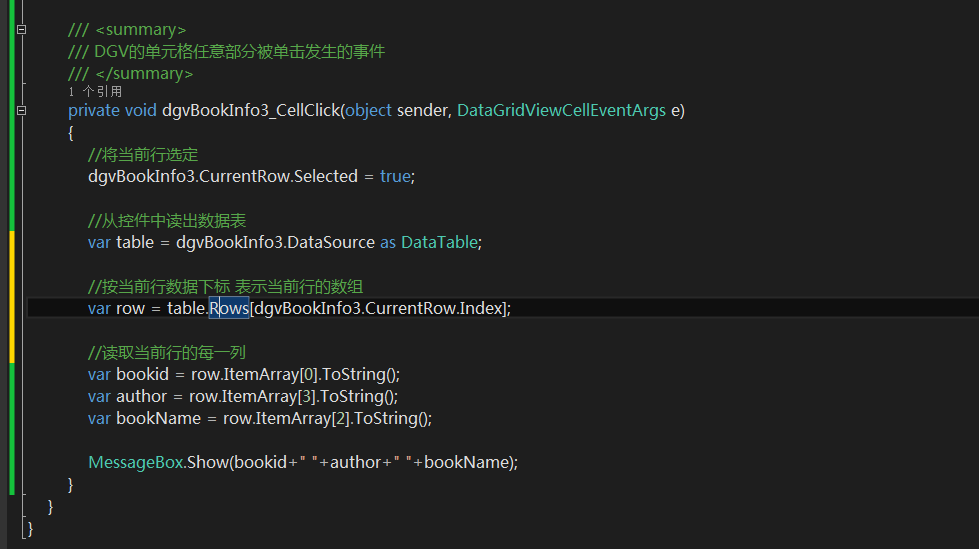 /// <summary>
/// DGV的单元格任意部分被单击发生的事件
/// </summary>
1 个引用
private void dgvBookInfo3_CellClick(object sender, DataGridViewCellEventArgs e)
{
//将当前行选定
dgvBookInfo3.CurrentRow.Selected = true;
//从控件中读出数据表
var table = dgvBookInfo3.DataSource as DataTable;
//按当前行数据下标 表示当前行的数组
var row = table.Rows[dgvBookInfo3.CurrentRow.Index];
//读取当前行的每一列
var bookid = row.ItemArray[0].ToString();
var author = row.ItemArray[3].ToString();
var bookName = row.ItemArray[2].ToString();
MessageBox.Show(bookid+" "+author+" "+bookName);
}
}
}